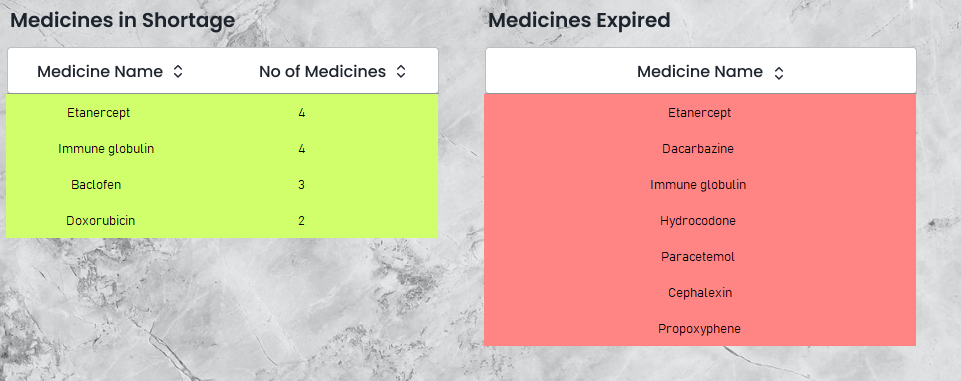 Medicines in Shortage
Medicine Name No of Medicines
Etanercept 4
Immune globulin 4
Baclofen 3
Doxorubicin 2
Medicines Expired
Medicine Name
Etanercept
Dacarbazine
Immune globulin
Hydrocodone
Paracetemol
Cephalexin
Propoxyphene